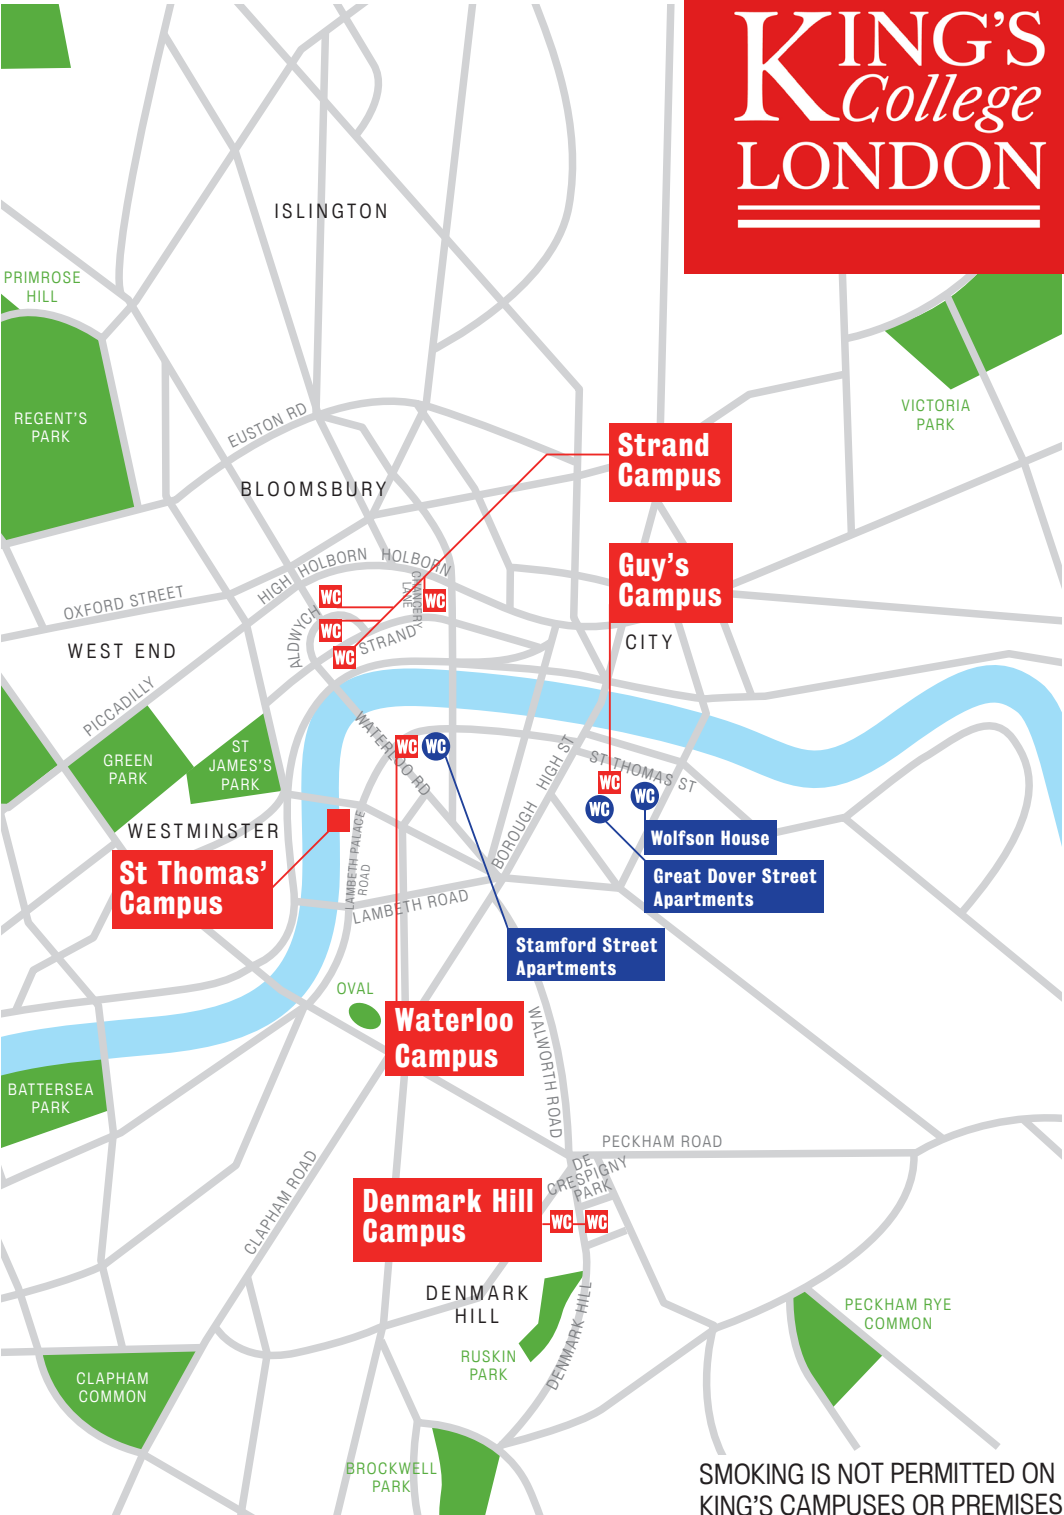 KING'S
College
LONDON
ISLINGTON
PRIMROSE
HILL
REGENT'S
PARK
VICTORIA
PARK
EUSTON RD
BLOOMSBURY
Strand
Campus
HIGH HOLBORN
HOLBORN
CHANCERY
LANE
Guy's
Campus
OXFORD STREET
WC
WC
WC
WC
ALDWYCH
STRAND
CITY
WEST END
PICCADILLY
GREEN
PARK
ST
JAMES'S
PARK
WATERLOO RD
WC
WC
BOROUGH HIGH ST
ST THOMAS ST
WC
WC
WC
WESTMINSTER
LAMBETH PALACE
ROAD
Wolfson House
St Thomas'
Campus
Great Dover Street
Apartments
LAMBETH ROAD
Stamford Street
Apartments
OVAL
Waterloo
Campus
WALWORTH ROAD
BATTERSEA
PARK
PECKHAM ROAD
DE
CRESPIGNY
PARK
CLAPHAM ROAD
Denmark Hill
Campus
WC
WC
DENMARK
HILL
DENMARK HILL
RUSKIN
PARK
PECKHAM RYE
COMMON
CLAPHAM
COMMON
BROCKWELL
PARK
SMOKING IS NOT PERMITTED ON
KING'S CAMPUSES OR PREMISES